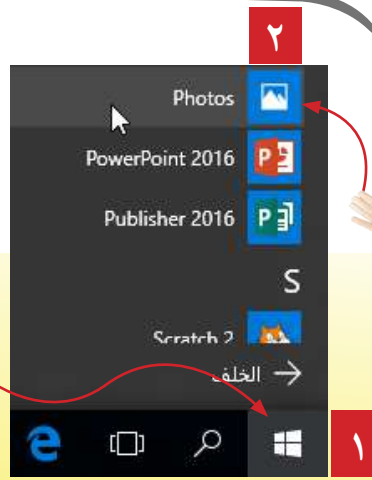 ٢
Photos
PowerPoint 2016
Publisher 2016
S
Scratch 2
الخلف
١